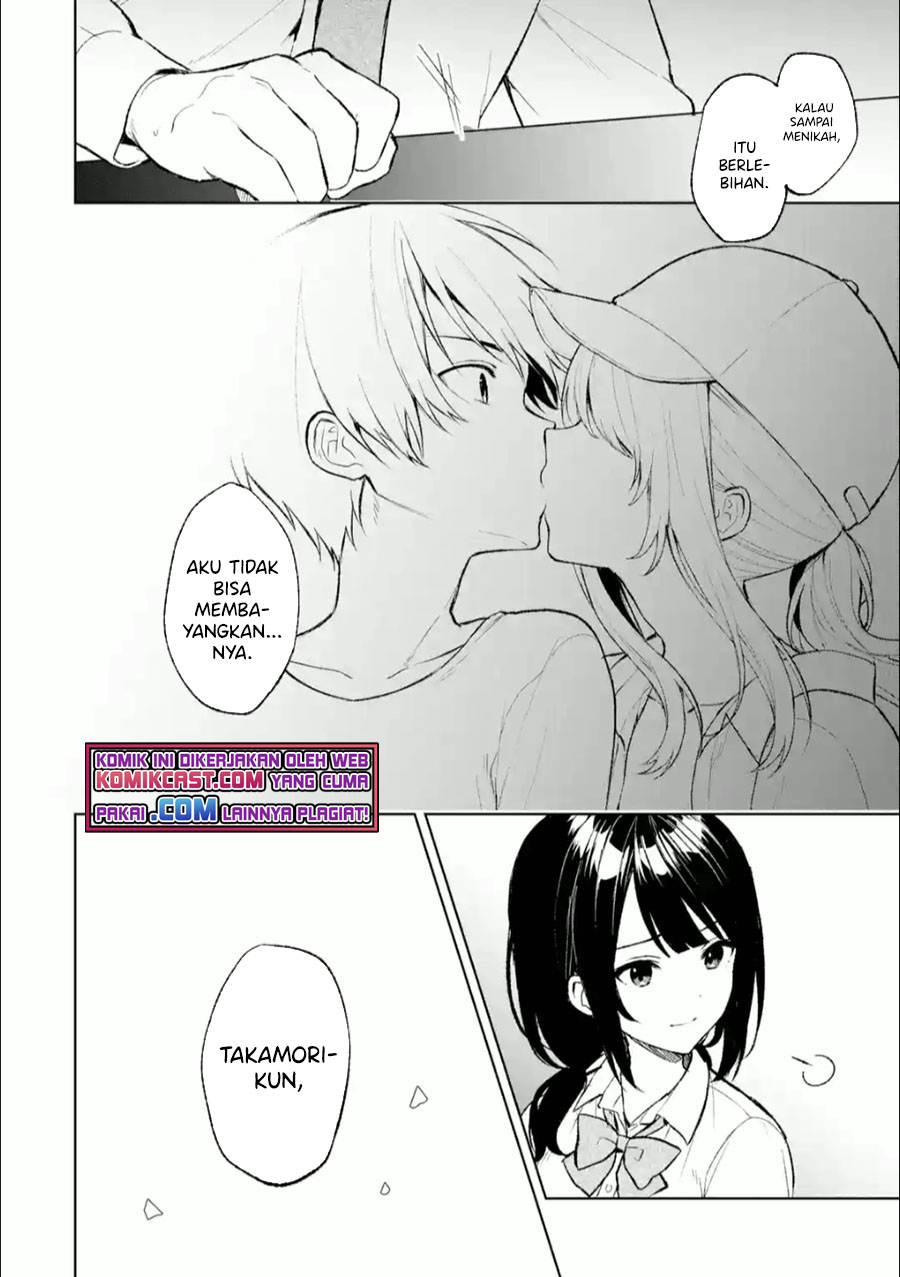 KALAU
SAMPAI
MENIKAH,
ITU
BERLE-
BIHAN.
AKU TIDAK
BISA
MEMBA-
YANGKAN...
NYA.
KOMIK INI DIKERJAKAN OLEH WEB
KOMIKCAST.COM YANG CUMA
PAKAI .COM LAINNYA PLAGIAT!
TAKAMORI-
KUN,